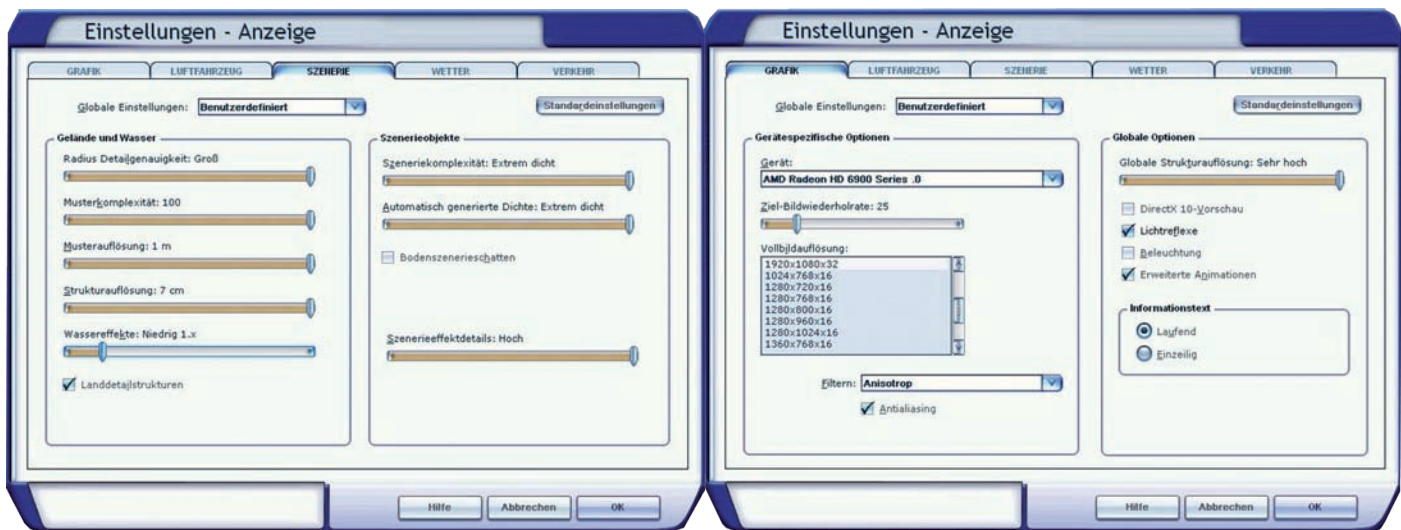 Einstellungen - Anzeige
GRAFIK LUFTFAHRZEUG SZENERIE WETTER VERKEHR
Globale Einstellungen: Benutzerdefiniert Standardeinstellungen
Gelände und Wasser
Radius Detailgenauigkeit: Groß
Musterkomplexität: 100
Musterauflösung: 1 m
Strukturauflösung: 7 cm
Wassereffekte: Niedrig 1.x
Landdetailstrukturen
Szenerieobjekte
Szeneriekomplexität: Extrem dicht
Automatisch generierte Dichte: Extrem dicht
Bodenszenerieschatten
Szenerieeffektdetails: Hoch
Hilfe Abbrechen OK
Einstellungen - Anzeige
GRAFIK LUFTFAHRZEUG SZENERIE WETTER VERKEHR
Globale Einstellungen: Benutzerdefiniert Standardeinstellungen
Gerätespezifische Optionen
Gerät:
AMD Radeon HD 6900 Series .0
Ziel-Bildwiederholrate: 25
Vollbildauflösung:
1920x1080x32
1024x768x16
1280x720x16
1280x768x16
1280x800x16
1280x960x16
1280x1024x16
1360x768x16
Filtern: Anisotrop
Antialiasing
Globale Optionen
Globale Strukturauflösung: Sehr hoch
DirectX 10-Vorschau
Lichtreflexe
Beleuchtung
Erweiterte Animationen
Informationstext
Laufend
Einzeilig
Hilfe Abbrechen OK